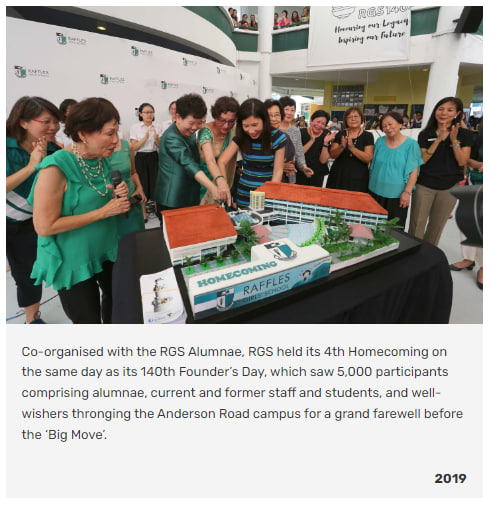 RGS 140
Honouring our Legacy
Inspiring our Future
RAFFLES
RAFFLES
RAFFLES
RAFFLES
HOMECOMING
RAFFLES
GIRLS' SCHOOL
Co-organised with the RGS Alumnae, RGS held its 4th Homecoming on
the same day as its 140th Founder's Day, which saw 5,000 participants
comprising alumnae, current and former staff and students, and well-
wishers thronging the Anderson Road campus for a grand farewell before
the ‘Big Move’.
2019